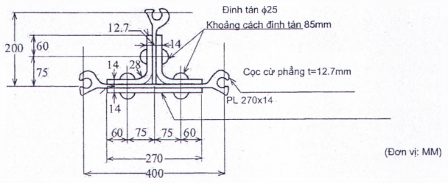 Đinh tán φ25
Khoảng cách đinh tán 85mm
12.7
200
60
14
75
14
28
14
Cọc cừ phẳng t=12.7mm
PL 270x14
60 75 75 60
270
400
(Đơn vị: MM)